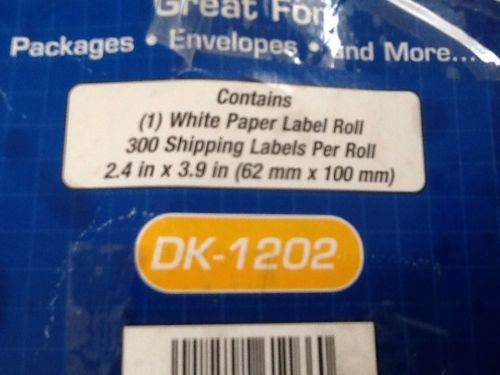 Great For
Packages • Envelopes • and More...
Contains
(1) White Paper Label Roll
300 Shipping Labels Per Roll
2.4 in x 3.9 in (62 mm x 100 mm)
DK-1202